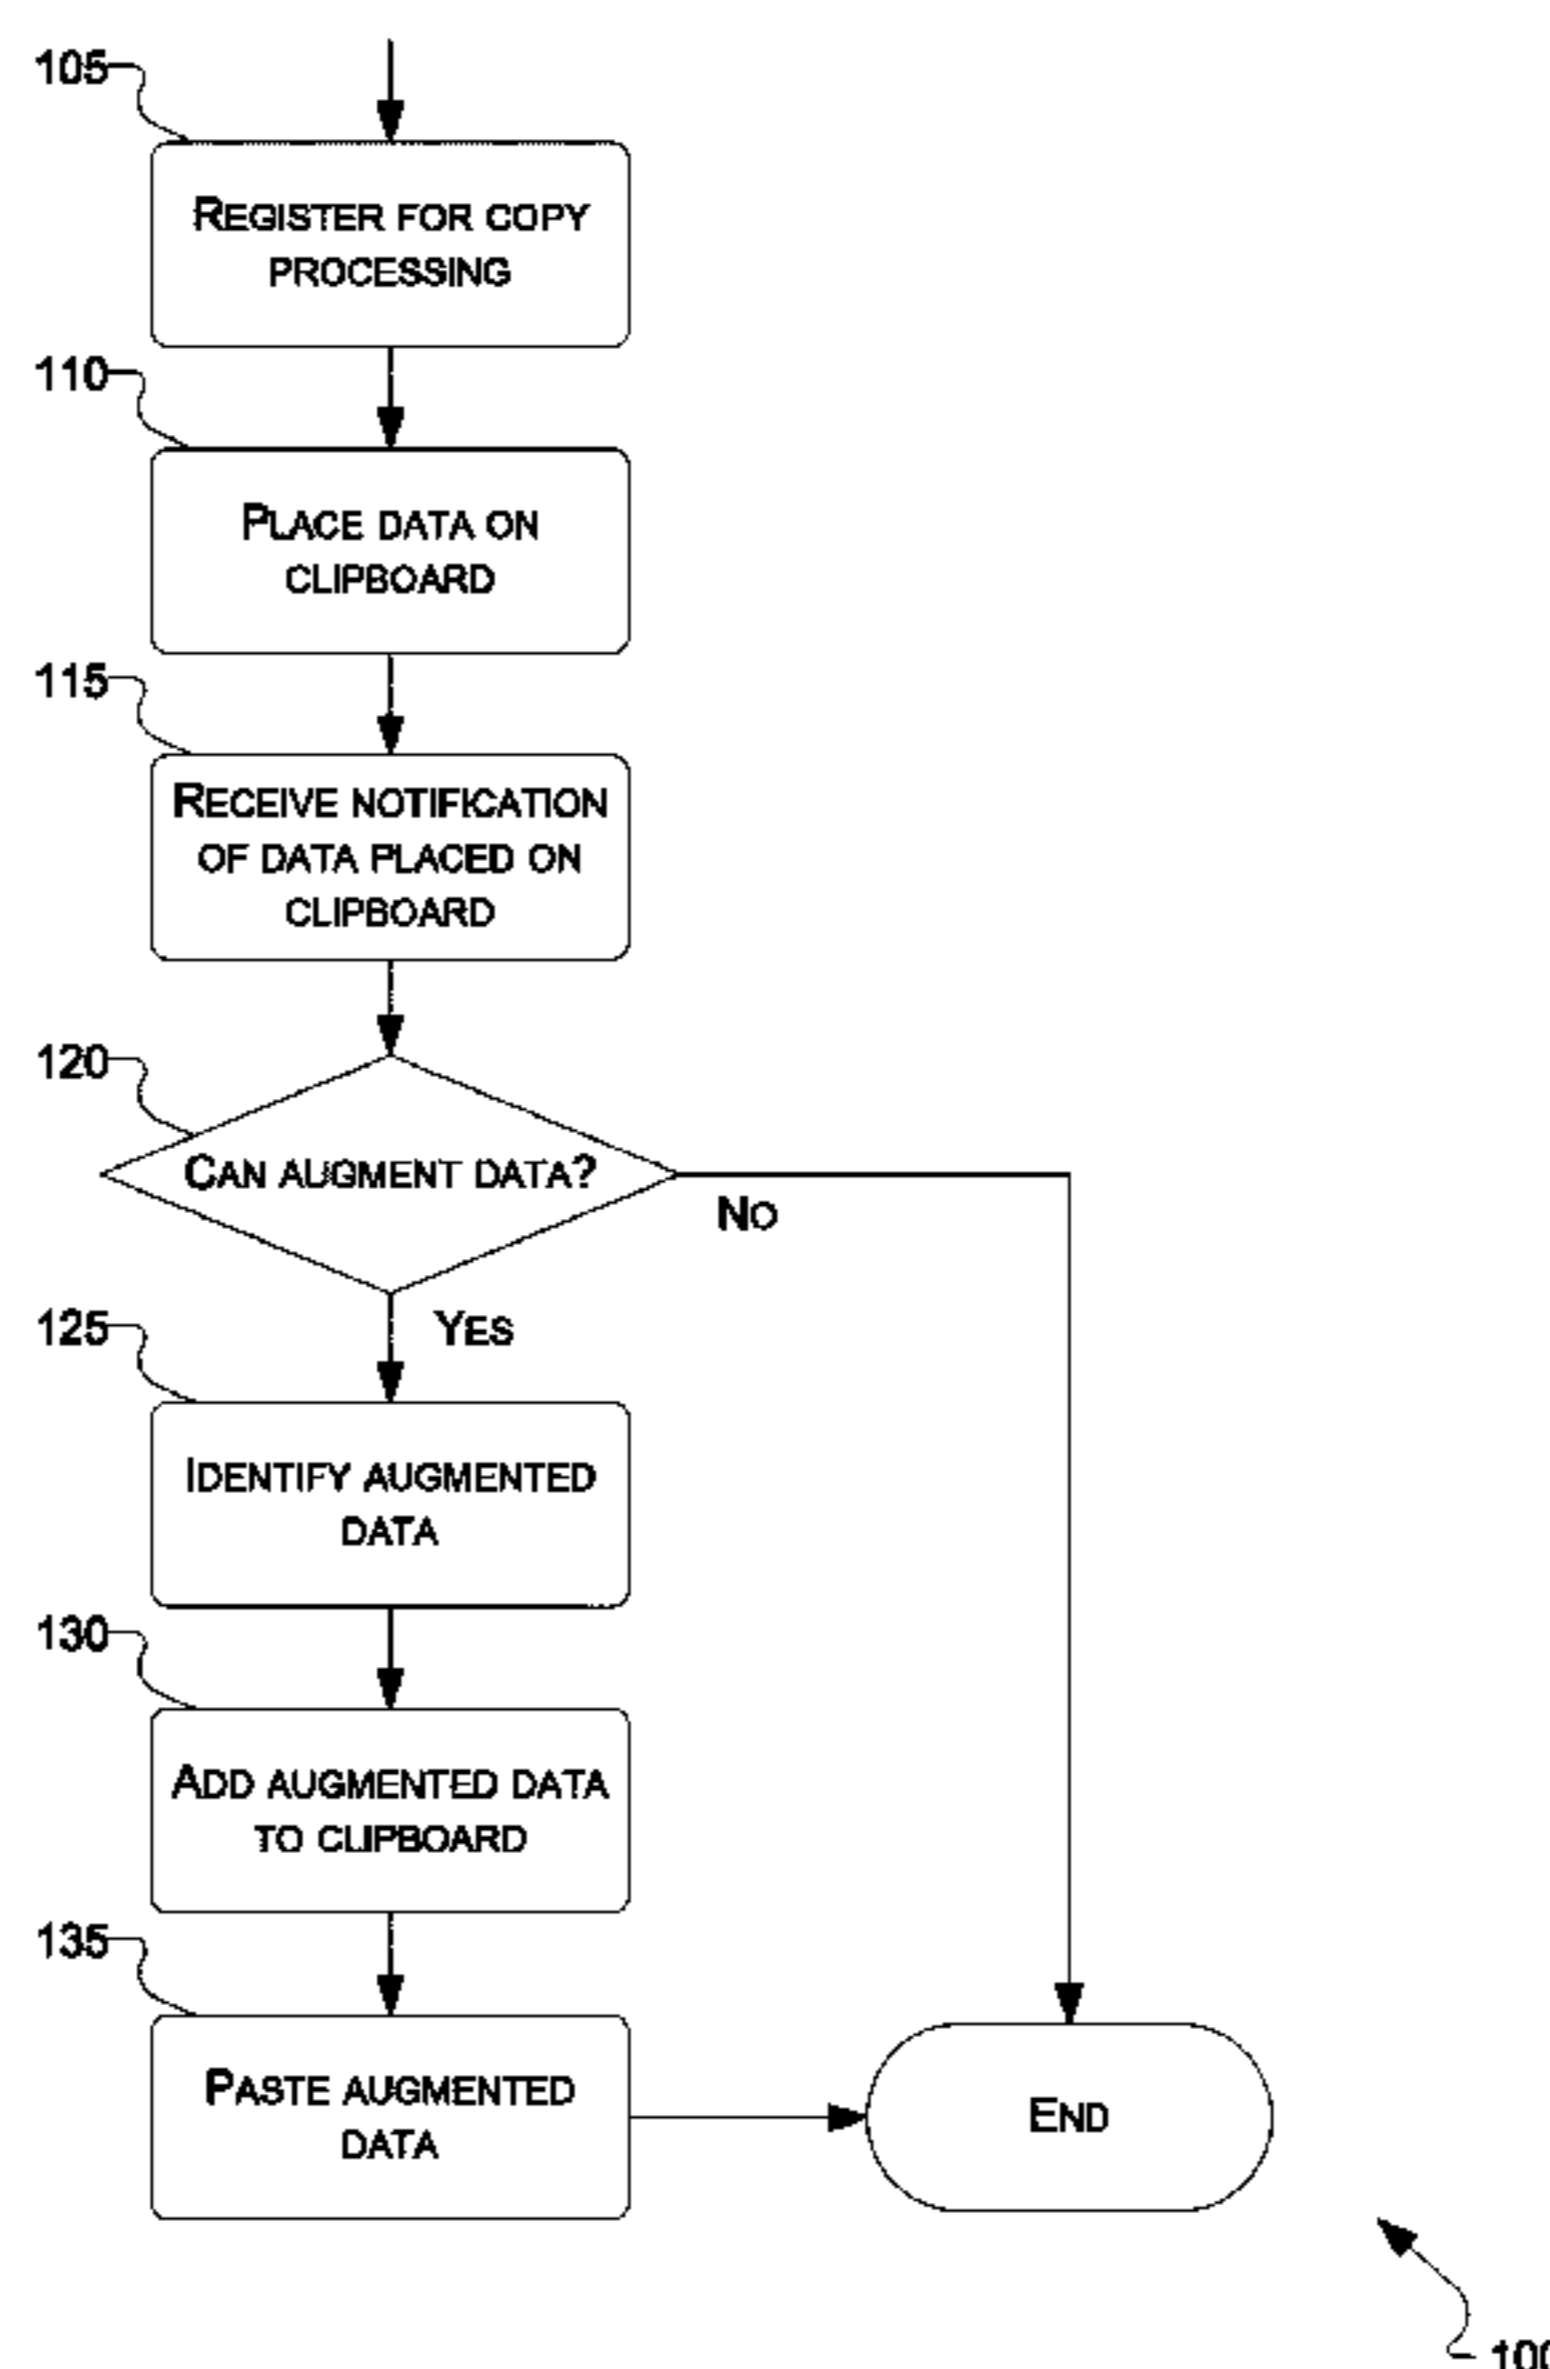 105
REGISTER FOR COPY
PROCESSING
110
PLACE DATA ON
CLIPBOARD
115
RECEIVE NOTIFICATION
OF DATA PLACED ON
CLIPBOARD
120
CAN AUGMENT DATA?
NO
YES
125
IDENTIFY AUGMENTED
DATA
130
ADD AUGMENTED DATA
TO CLIPBOARD
135
PASTE AUGMENTED
DATA
END
100